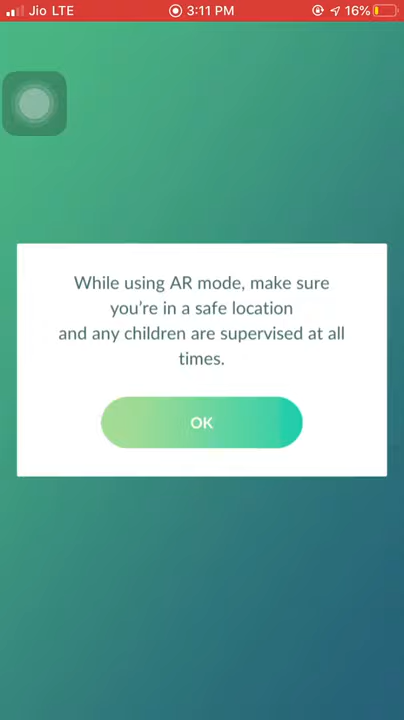 Jio LTE 3:11 PM 16%
While using AR mode, make sure
you're in a safe location
and any children are supervised at all
times.
OK